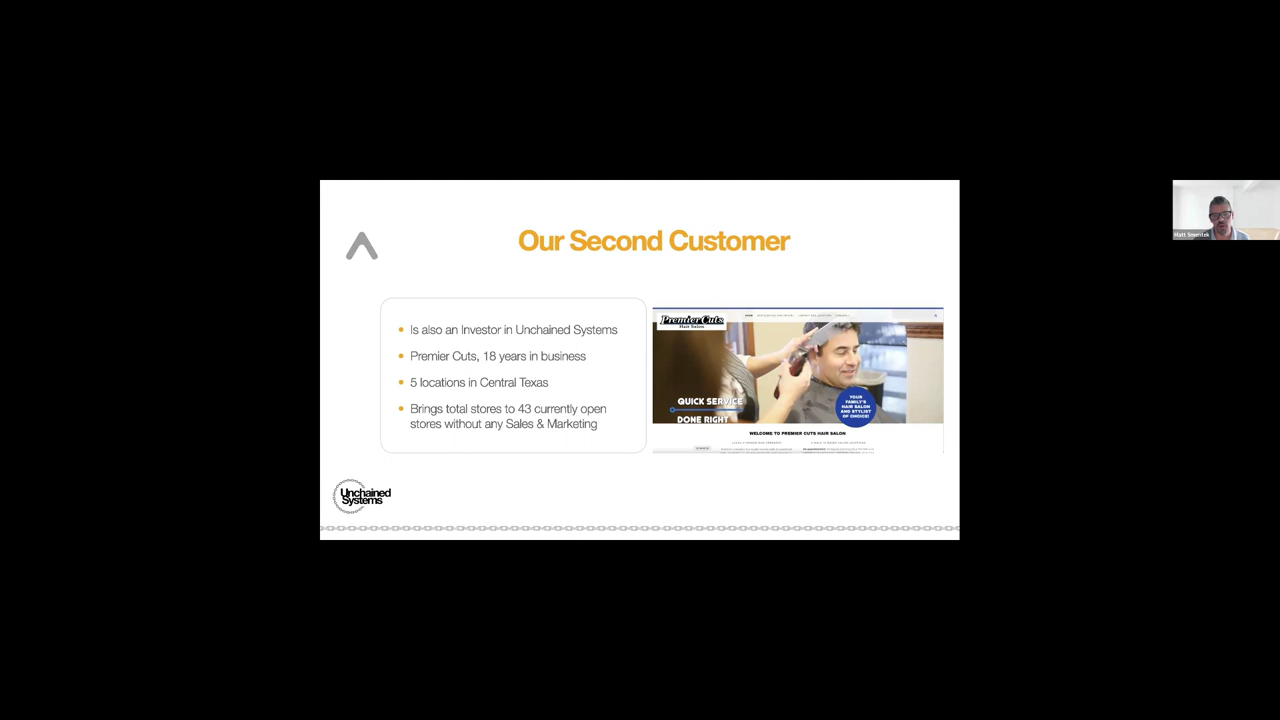 Our Second Customer
Is also an Investor in Unchained Systems
Premier Cuts, 18 years in business
5 locations in Central Texas
Brings total stores to 43 currently open
stores without any Sales & Marketing
Premier Cuts
Hair Salon
HOME
QUICK SERVICE
DONE RIGHT
YOUR
FAMILY'S
HAIR SALON
AND STYLIST
OF CHOICE!
WELCOME TO PREMIER CUTS HAIR SALON
Unchained
Systems
Matt